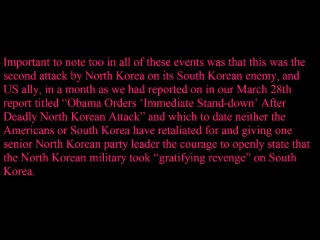 Important to note too in all of these events was that this was the
second attack by North Korea on its South Korean enemy, and
US ally, in a month as we had reported on in our March 28th
report titled “Obama Orders ‘Immediate Stand-down’ After
Deadly North Korean Attack” and which to date neither the
Americans or South Korea have retaliated for and giving one
senior North Korean party leader the courage to openly state that
the North Korean military took “gratifying revenge” on South
Korea.